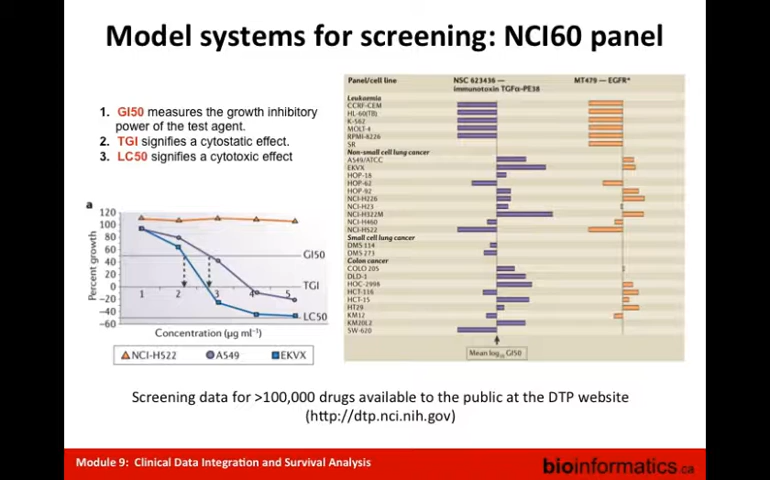 Model systems for screening: NCI60 panel
1. GI50 measures the growth inhibitory
power of the test agent.
2. TGI signifies a cytostatic effect.
3. LC50 signifies a cytotoxic effect
a
120
100
80
60
40
20
0
−20
−40
−60
Percent growth
1 2 3 4 5
GI50
TGI
LC50
Concentration (µg ml⁻¹)
NCI-H522 A549 EKVX
Panel/cell line NSC 623436 — MT479 — EGFR*
immunotoxin TGFα-PE38
Leukaemia
CCRF-CEM
HL-60(TB)
K-562
MOLT-4
RPMI-8226
SR
Non-small cell lung cancer
A549/ATCC
EKVX
HOP-18
HOP-62
HOP-92
NCI-H226
NCI-H23
NCI-H322M
NCI-H460
NCI-H522
Small cell lung cancer
DMS 114
DMS 273
Colon cancer
COLO 205
DLD-1
HOC-2998
HCT-116
HCT-15
HT29
KM12
KM20L2
SW-620
Mean log₁₀ GI50
Screening data for >100,000 drugs available to the public at the DTP website
(http://dtp.nci.nih.gov)
Module 9: Clinical Data Integration and Survival Analysis
bioinformatics.ca